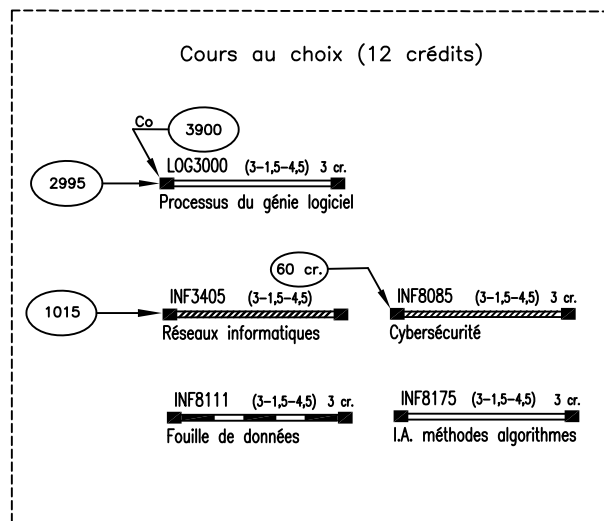 Cours au choix (12 crédits)
Co
3900
LOG3000 (3-1,5-4,5) 3 cr.
2995
Processus du génie logiciel
60 cr.
INF3405 (3-1,5-4,5)
INF8085 (3-1,5-4,5) 3 cr.
1015
Réseaux informatiques
Cybersécurité
INF8111 (3-1,5-4,5) 3 cr.
INF8175 (3-1,5-4,5) 3 cr.
Fouille de données
I.A. méthodes algorithmes